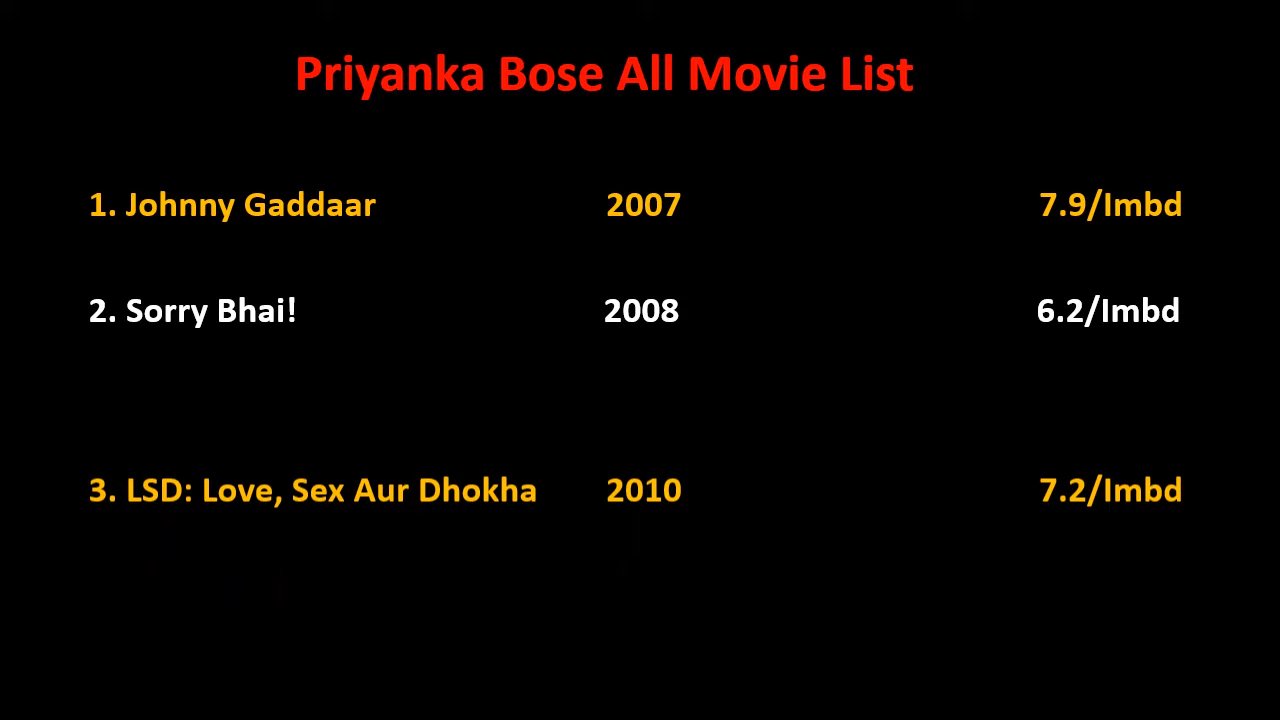 Priyanka Bose All Movie List
1. Johnny Gaddaar 2007 7.9/Imbd
2. Sorry Bhai! 2008 6.2/Imbd
3. LSD: Love, Sex Aur Dhokha 2010 7.2/Imbd